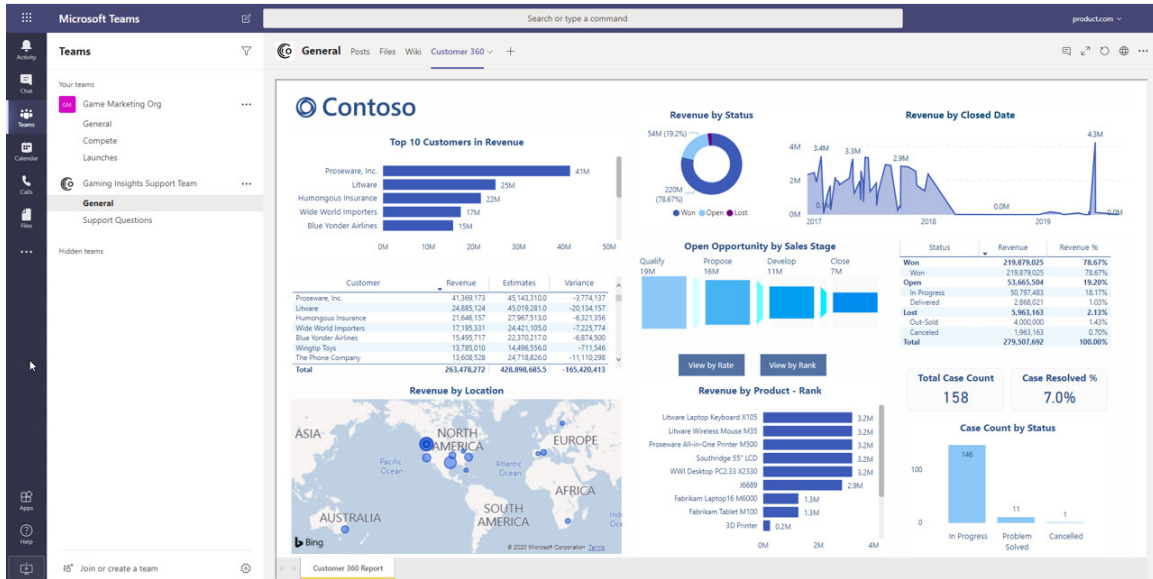 Microsoft Teams
Search or type a command
product.com
Activity
Chat
Teams
Calendar
Calls
Files
Apps
Help
Teams
Your teams
GM Game Marketing Org
General
Compete
Launches
Gaming Insights Support Team
General
Support Questions
Hidden teams
Join or create a team
General Posts Files Wiki Customer 360
Contoso
Top 10 Customers in Revenue
Proseware, Inc. 41M
Litware 25M
Humongous Insurance 22M
Wide World Importers 17M
Blue Yonder Airlines 15M
0M 10M 20M 30M 40M 50M
Revenue by Status
54M (19.2%)
220M
(78.67%)
Won Open Lost
Revenue by Closed Date
4M
2M
0M
3.4M
3.3M
2.9M
4.3M
0.0M
0.0M
2017 2018 2019
Customer Revenue Estimates Variance
Proseware, Inc. 41,369,173 45,143,310.0 -3,774,137
Litware 24,885,124 45,019,281.0 -20,134,157
Humongous Insurance 21,646,157 27,967,513.0 -6,321,356
Wide World Importers 17,195,331 24,421,105.0 -7,225,774
Blue Yonder Airlines 15,495,717 22,370,217.0 -6,874,500
Wingtip Toys 13,785,010 14,496,556.0 -711,546
The Phone Company 13,608,528 24,718,826.0 -11,110,298
Total 263,478,272 428,898,685.5 -165,420,413
Open Opportunity by Sales Stage
Qualify Propose Develop Close
19M 16M 11M 7M
View by Rate View by Rank
Status Revenue Revenue %
Won 219,879,025 78.67%
Won 219,879,025 78.67%
Open 53,665,504 19.20%
In Progress 50,797,483 18.17%
Delivered 2,868,021 1.03%
Lost 5,963,163 2.13%
Out-Sold 4,000,000 1.43%
Canceled 1,963,163 0.70%
Total 279,507,692 100.00%
Revenue by Location
ASIA
NORTH
AMERICA
EUROPE
Pacific
Ocean
Atlantic
Ocean
AFRICA
SOUTH
AMERICA
AUSTRALIA
Bing
© 2020 Microsoft Corporation Terms
Revenue by Product - Rank
Litware Laptop Keyboard X105 3.2M
Litware Wireless Mouse M35 3.2M
Proseware All-in-One Printer M500 3.2M
Southridge 55" LCD 3.2M
WWI Desktop PC2.33 X2330 3.2M
J6689 2.9M
Fabrikam Laptop16 M6000 1.3M
Fabrikam Tablet M100 1.3M
3D Printer 0.2M
0M 2M 4M
Total Case Count
158
Case Resolved %
7.0%
Case Count by Status
100
0
146
11
1
In Progress
Problem
Solved
Cancelled
Customer 360 Report